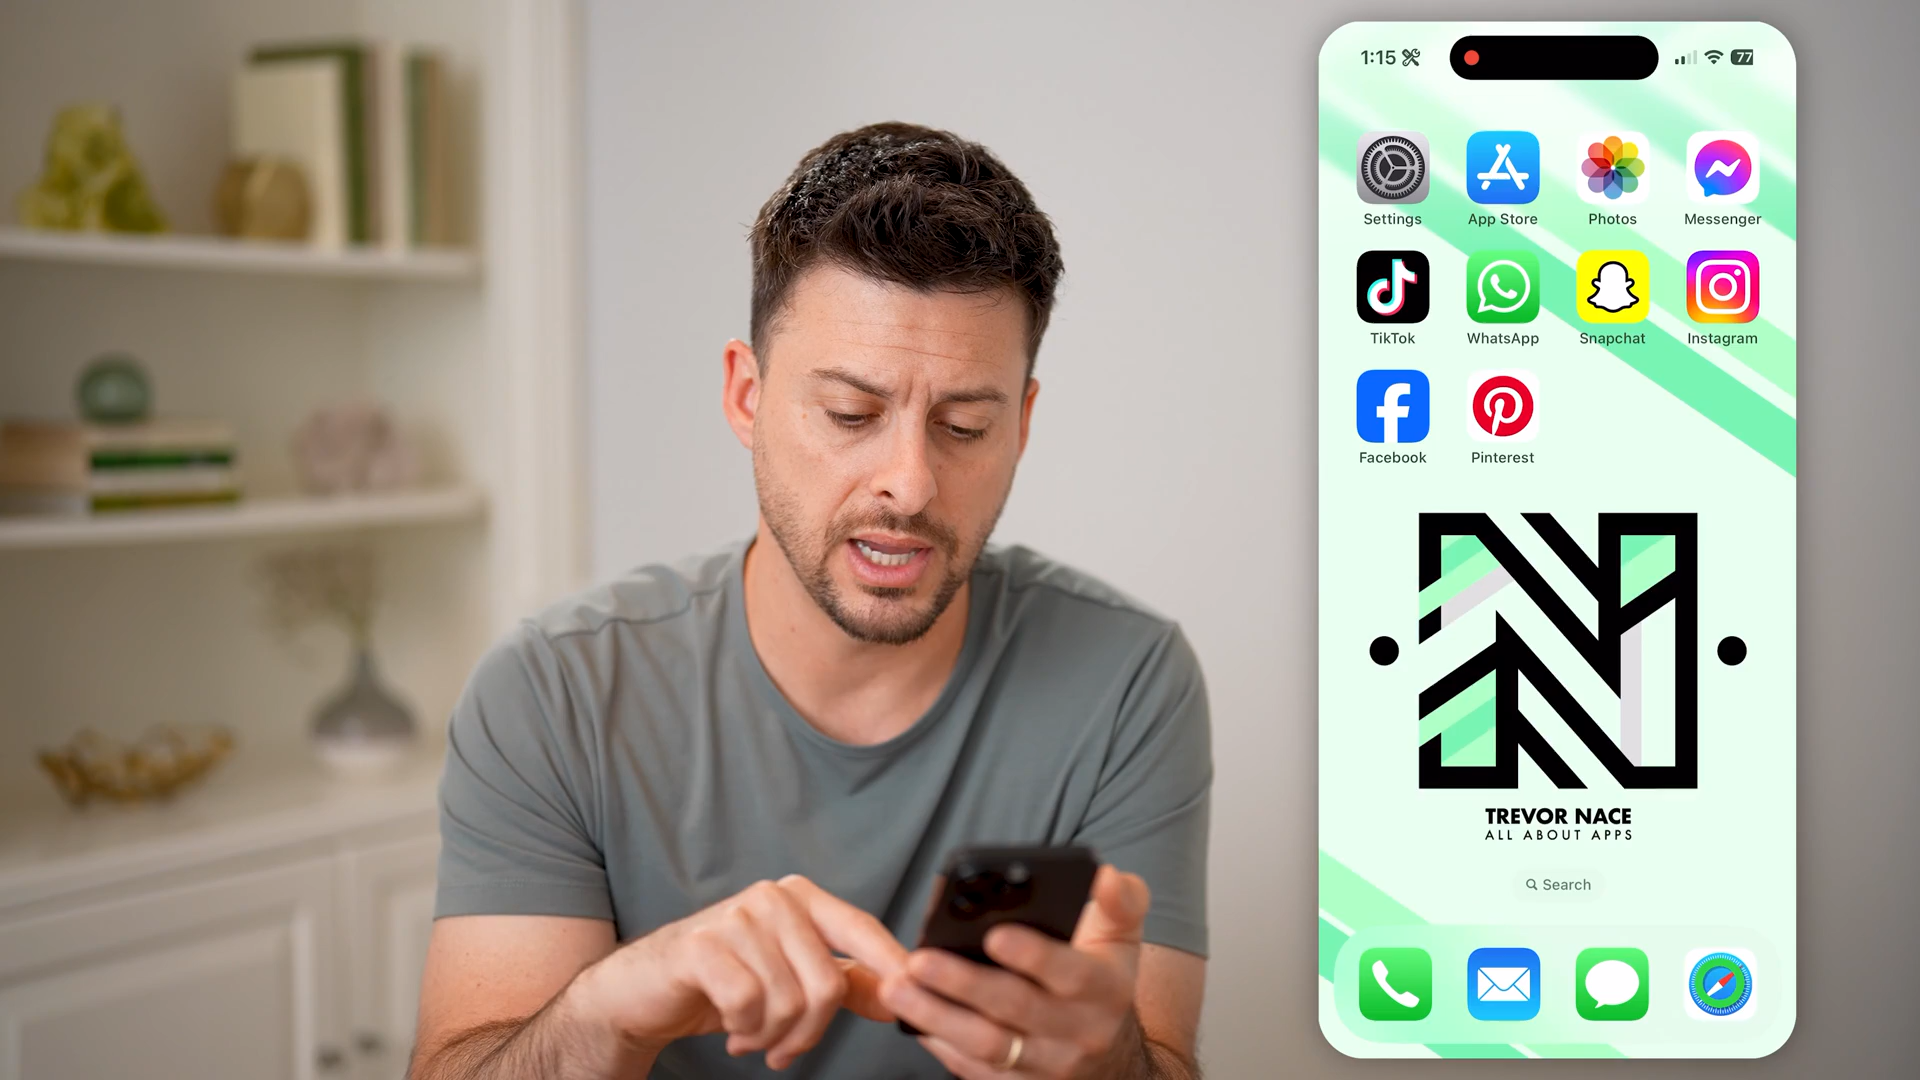 1:15
77
Settings
App Store
Photos
Messenger
TikTok
WhatsApp
Snapchat
Instagram
Facebook
Pinterest
TREVOR NACE
ALL ABOUT APPS
Search